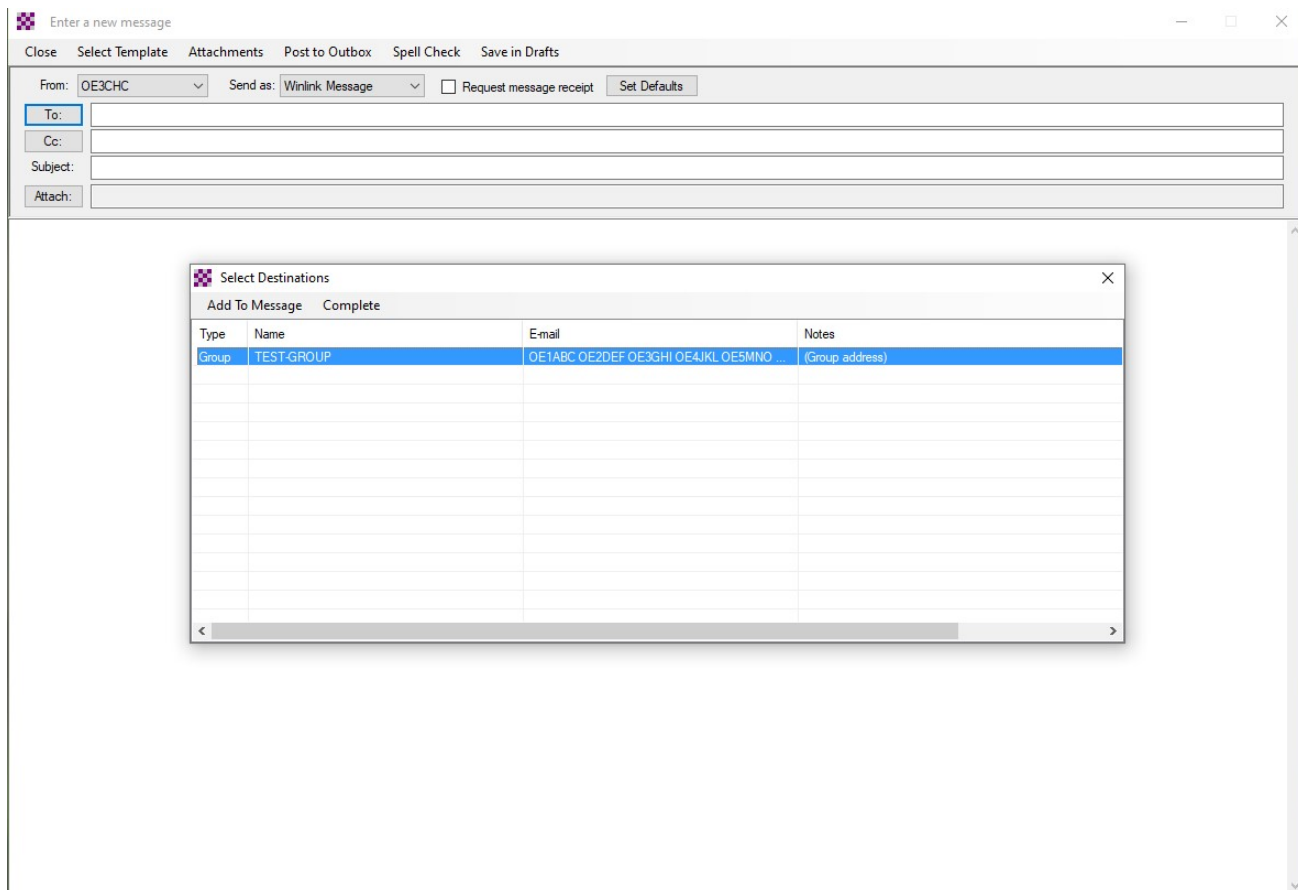 Enter a new message
Close Select Template Attachments Post to Outbox Spell Check Save in Drafts
From: OE3CHC Send as: Winlink Message Request message receipt Set Defaults
To:
Cc:
Subject:
Attach:
Select Destinations
Add To Message Complete
Type Name E-mail Notes
Group TEST-GROUP OE1ABC OE2DEF OE3GHI OE4JKL OE5MNO ... (Group address)